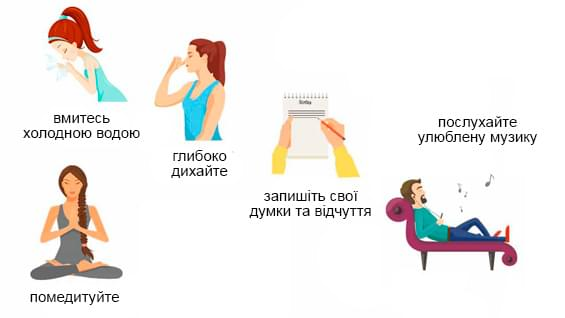 вмитесь
холодною водою
глибоко
дихайте
запишіть свої
думки та відчуття
послухайте
улюблену музику
помедитуйте